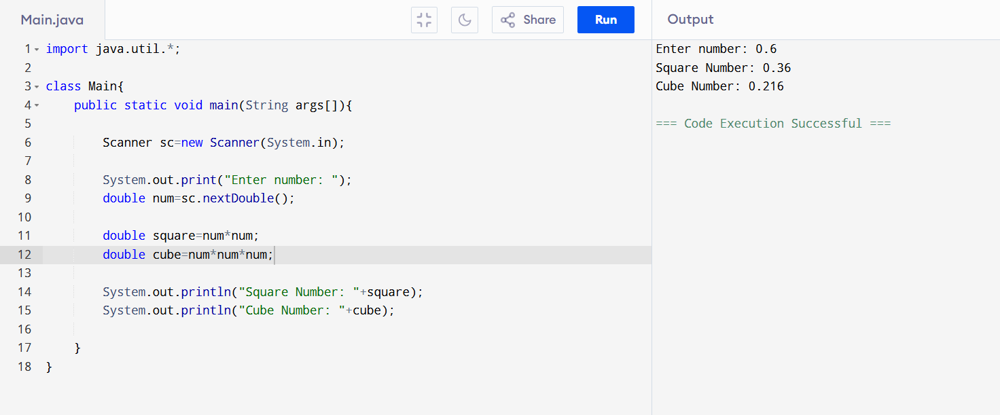 Main.java
Share
Run
Output
1 import java.util.*;
2
3 class Main{
4 public static void main(String args[]){
5
6 Scanner sc=new Scanner(System.in);
7
8 System.out.print("Enter number: ");
9 double num=sc.nextDouble();
10
11 double square=num*num;
12 double cube=num*num*num;
13
14 System.out.println("Square Number: "+square);
15 System.out.println("Cube Number: "+cube);
16
17 }
18 }
Enter number: 0.6
Square Number: 0.36
Cube Number: 0.216
=== Code Execution Successful ===